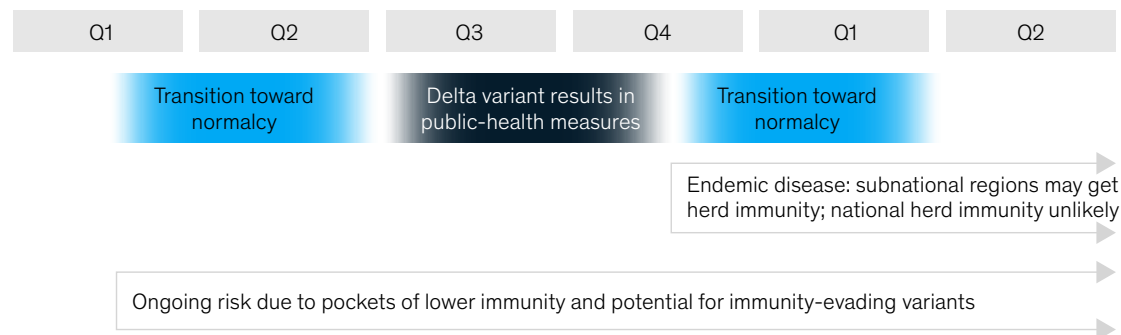 Q1 Q2 Q3 Q4 Q1 Q2
Transition toward
normalcy
Delta variant results in
public-health measures
Transition toward
normalcy
Endemic disease: subnational regions may get
herd immunity; national herd immunity unlikely
Ongoing risk due to pockets of lower immunity and potential for immunity-evading variants